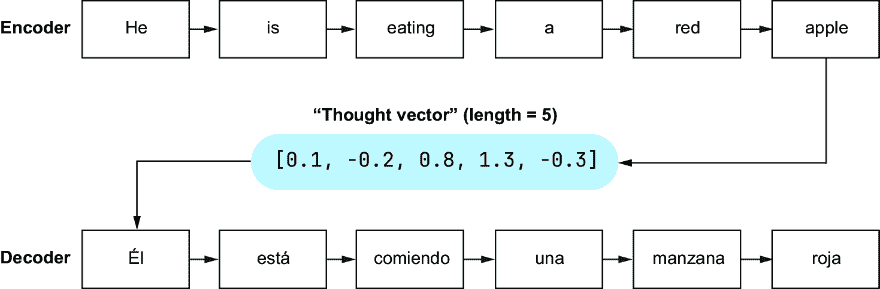 Encoder He is eating a red apple
“Thought vector” (length = 5)
[0.1, -0.2, 0.8, 1.3, -0.3]
Decoder Él está comiendo una manzana roja